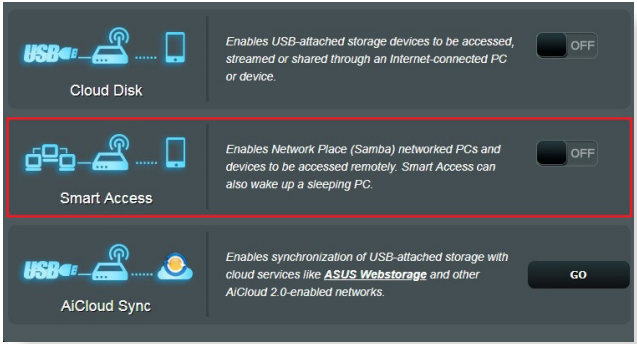 USB
Cloud Disk
Enables USB-attached storage devices to be accessed,
streamed or shared through an Internet-connected PC
or device.
OFF
Smart Access
Enables Network Place (Samba) networked PCs and
devices to be accessed remotely. Smart Access can
also wake up a sleeping PC.
OFF
USB
AiCloud Sync
Enables synchronization of USB-attached storage with
cloud services like ASUS Webstorage and other
AiCloud 2.0-enabled networks.
GO